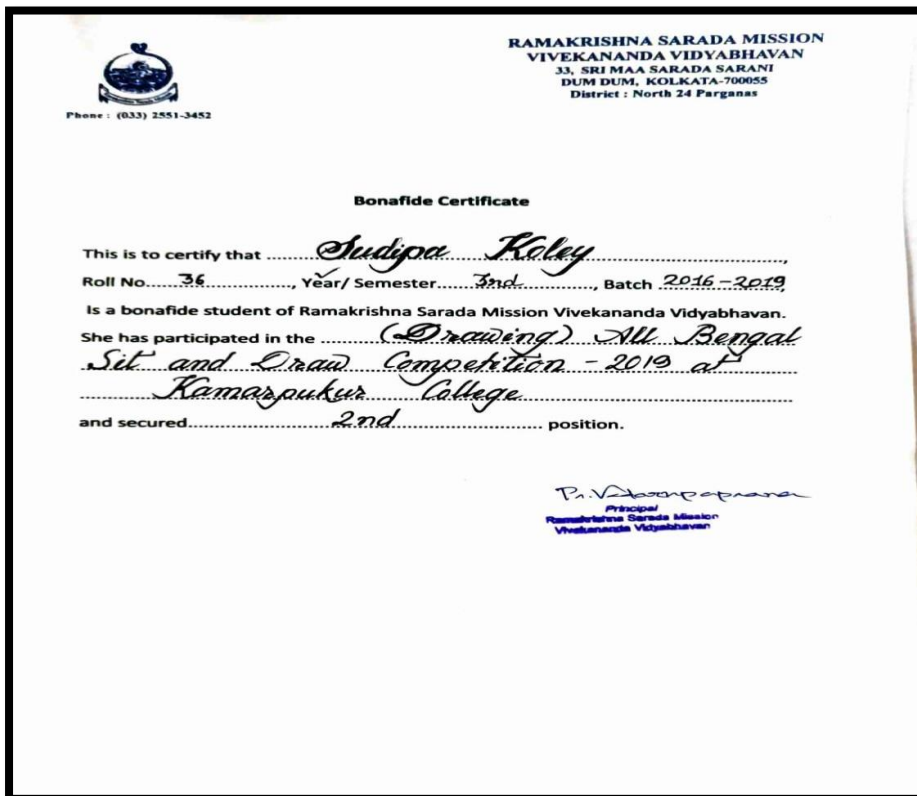 RAMAKRISHNA SARADA MISSION
VIVEKANANDA VIDYABHAVAN
33, SRI MAA SARADA SARANI
DUM DUM, KOLKATA-700055
District : North 24 Parganas
Phone : (033) 2551-3452
Bonafide Certificate
This is to certify that Sudipa Koley,
Roll No. 36, Year/ Semester 3rd, Batch 2016-2019,
Is a bonafide student of Ramakrishna Sarada Mission Vivekananda Vidyabhavan.
She has participated in the (Drawing) All Bengal
Sit and Draw Competition - 2019 at
Kamarpukur College
and secured 2nd position.
Principal
Ramakrishna Sarada Mission
Vivekananda Vidyabhavan